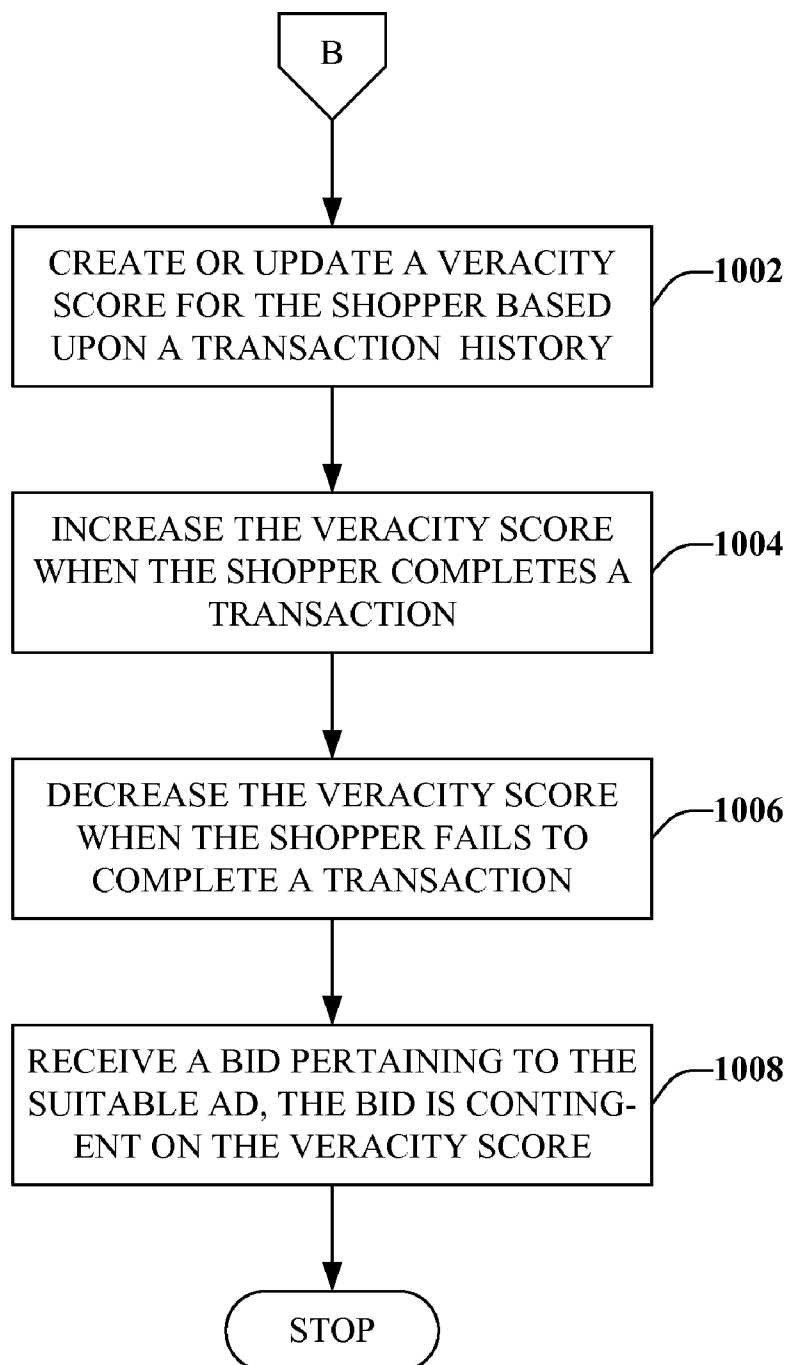 B
CREATE OR UPDATE A VERACITY
SCORE FOR THE SHOPPER BASED
UPON A TRANSACTION HISTORY
1002
INCREASE THE VERACITY SCORE
WHEN THE SHOPPER COMPLETES A
TRANSACTION
1004
DECREASE THE VERACITY SCORE
WHEN THE SHOPPER FAILS TO
COMPLETE A TRANSACTION
1006
RECEIVE A BID PERTAINING TO THE
SUITABLE AD, THE BID IS CONTING-
ENT ON THE VERACITY SCORE
1008
STOP